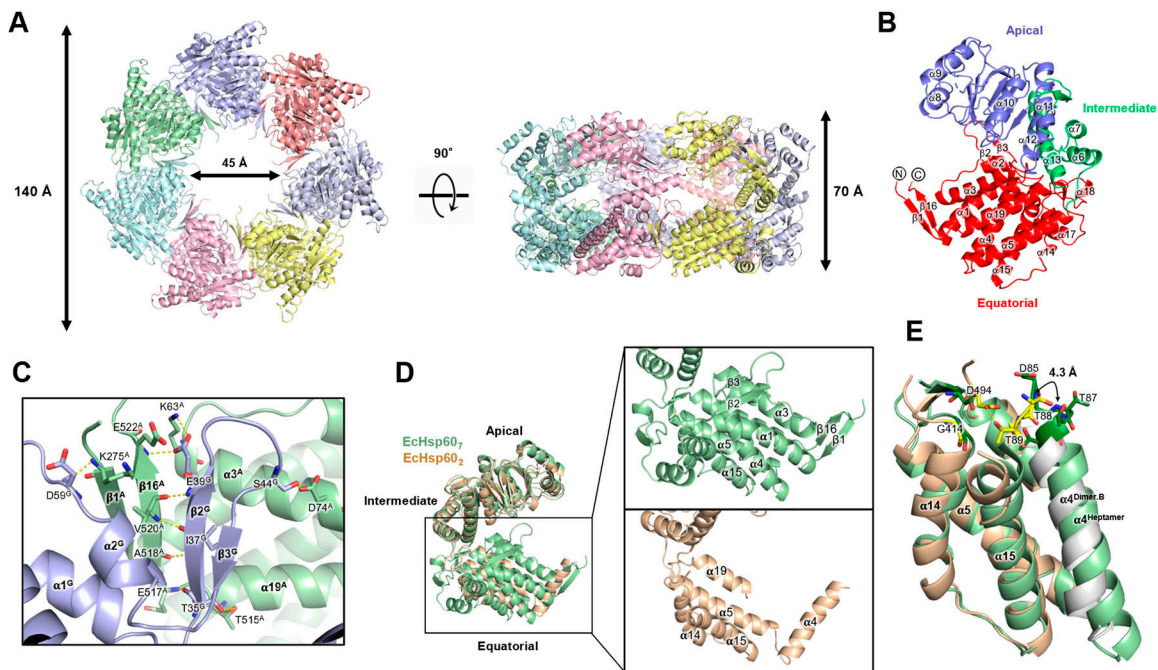 A
140 Å
45 Å
90°
70 Å
B
Apical
α9
α8
α10
α11
Intermediate
α7
α12
α6
β3
β2
α2
α13
N C
α3
α18
β16
α1
α19
β1
α17
α4
α5
α14
α15
Equatorial
C
K63A
E522A
K275A
E39G
α3A
S44G
D59G
β1A
β16A
β2G
D74A
V520A
I37G
α2G
β3G
A518A
α1G
E517A
α19A
T35G
T515A
D
EcHsp607
EcHsp602
Apical
Intermediate
Equatorial
β3
β2
α3
β16
α1
β1
α5
α15
α4
α19
α5
α4
α14
α15
E
D85
4.3 Å
D494
T87
T88
G414
T89
α4Dimer.B
α14
α5
α4Heptamer
α15